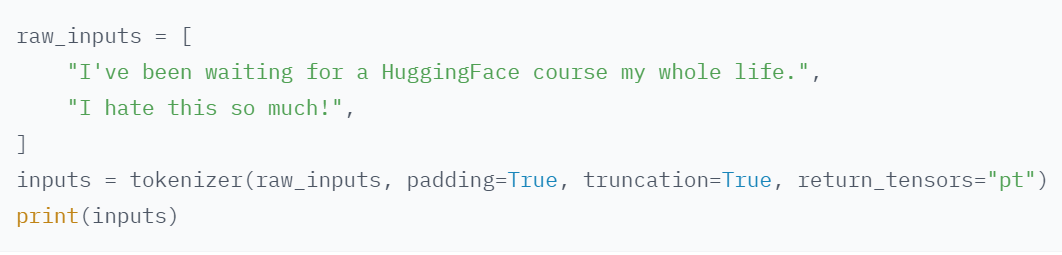 raw_inputs = [
    "I've been waiting for a HuggingFace course my whole life.",
    "I hate this so much!",
]
inputs = tokenizer(raw_inputs, padding=True, truncation=True, return_tensors="pt")
print(inputs)